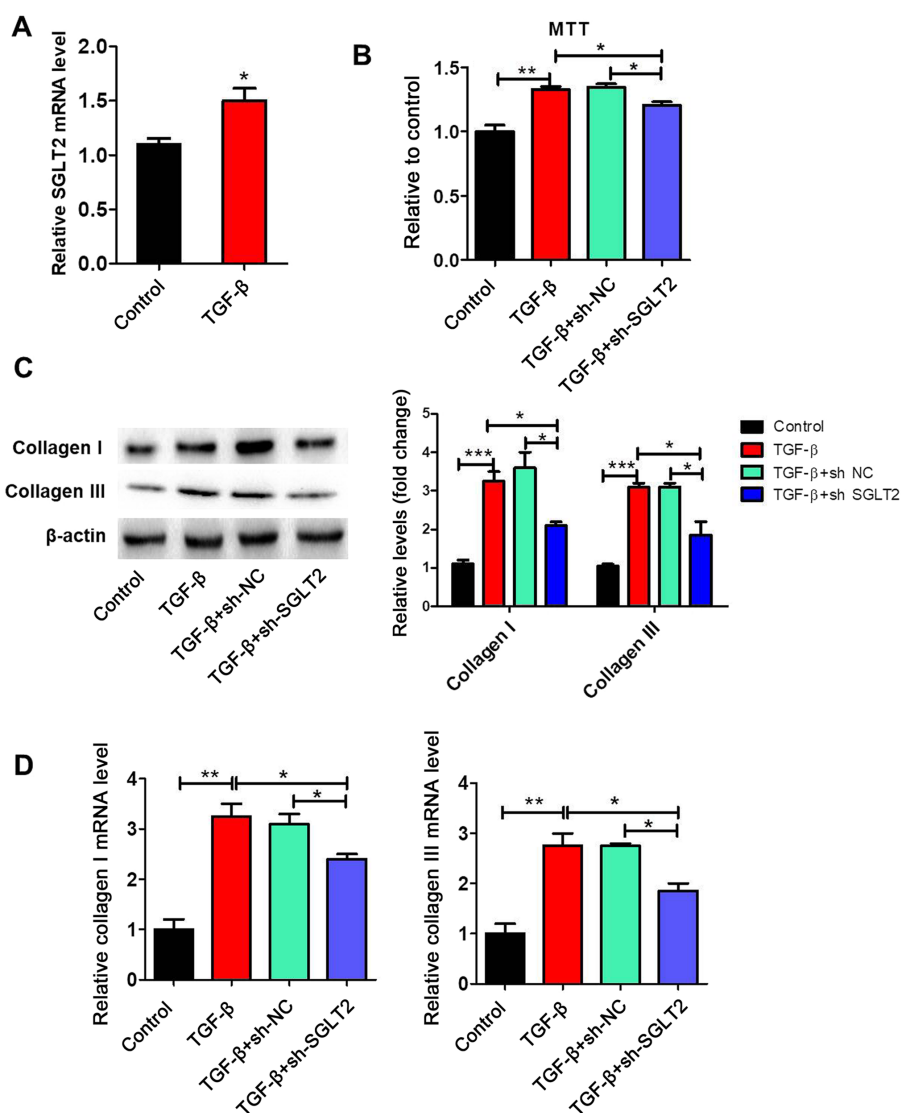 A
Relative SGLT2 mRNA level
2.0
1.5
1.0
0.5
0.0
*
Control
TGF-β
B
MTT
Relative to control
1.5
1.0
0.5
0.0
**
*
*
Control
TGF-β
TGF-β+sh-NC
TGF-β+sh-SGLT2
C
Collagen I
Collagen III
β-actin
Control
TGF-β
TGF-β+sh-NC
TGF-β+sh-SGLT2
Relative levels (fold change)
5
4
3
2
1
0
***
*
*
***
*
*
Collagen I
Collagen III
Control
TGF-β
TGF-β+sh NC
TGF-β+sh SGLT2
D
Relative collagen I mRNA level
4
3
2
1
0
**
*
*
Control
TGF-β
TGF-β+sh-NC
TGF-β+sh-SGLT2
Relative collagen III mRNA level
4
3
2
1
0
**
*
*
Control
TGF-β
TGF-β+sh-NC
TGF-β+sh-SGLT2